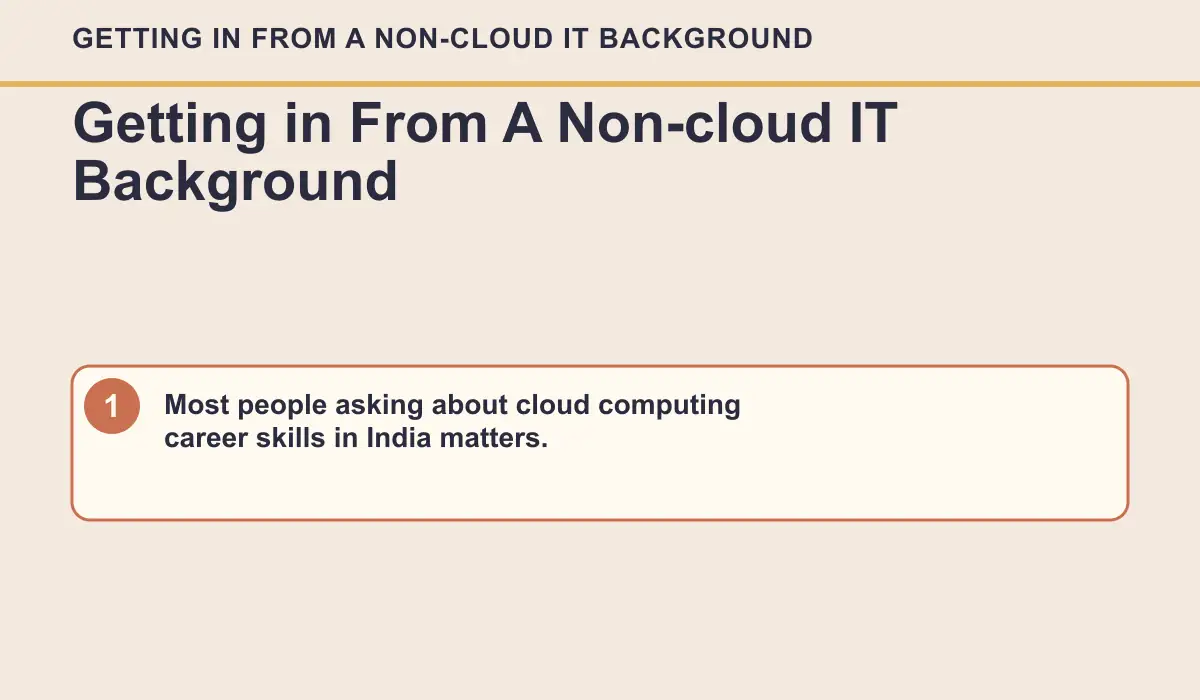 GETTING IN FROM A NON-CLOUD IT BACKGROUND
Getting in From A Non-cloud IT
Background
1
Most people asking about cloud computing
career skills in India matters.